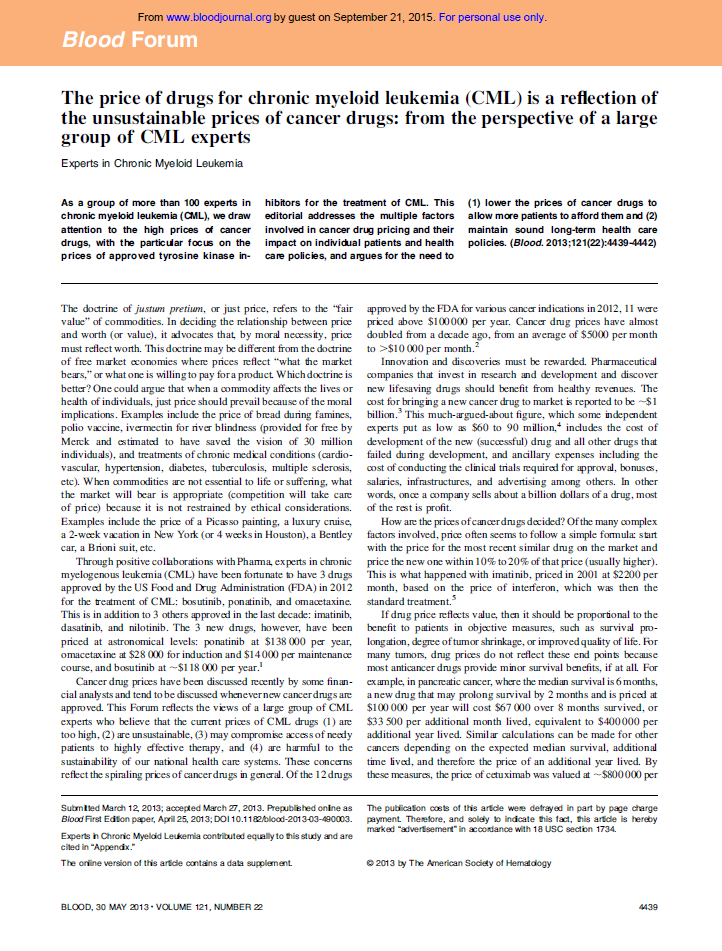 From www.bloodjournal.org by guest on September 21, 2015. For personal use only.
Blood Forum
The price of drugs for chronic myeloid leukemia (CML) is a reflection of
the unsustainable prices of cancer drugs: from the perspective of a large
group of CML experts
Experts in Chronic Myeloid Leukemia
As a group of more than 100 experts in
chronic myeloid leukemia (CML), we draw
attention to the high prices of cancer
drugs, with the particular focus on the
prices of approved tyrosine kinase in-
hibitors for the treatment of CML. This
editorial addresses the multiple factors
involved in cancer drug pricing and their
impact on individual patients and health
care policies, and argues for the need to
(1) lower the prices of cancer drugs to
allow more patients to afford them and (2)
maintain sound long-term health care
policies. (Blood. 2013;121(22):4439-4442)
The doctrine of justum pretium, or just price, refers to the “fair
value” of commodities. In deciding the relationship between price
and worth (or value), it advocates that, by moral necessity, price
must reflect worth. This doctrine may be different from the doctrine
of free market economies where prices reflect “what the market
bears,” or what one is willing to pay for a product. Which doctrine is
better? One could argue that when a commodity affects the lives or
health of individuals, just price should prevail because of the moral
implications. Examples include the price of bread during famines,
polio vaccine, ivermectin for river blindness (provided for free by
Merck and estimated to have saved the vision of 30 million
individuals), and treatments of chronic medical conditions (cardio-
vascular, hypertension, diabetes, tuberculosis, multiple sclerosis,
etc). When commodities are not essential to life or suffering, what
the market will bear is appropriate (competition will take care
of price) because it is not restrained by ethical considerations.
Examples include the price of a Picasso painting, a luxury cruise,
a 2-week vacation in New York (or 4 weeks in Houston), a Bentley
car, a Brioni suit, etc.
Through positive collaborations with Pharma, experts in chronic
myelogenous leukemia (CML) have been fortunate to have 3 drugs
approved by the US Food and Drug Administration (FDA) in 2012
for the treatment of CML: bosutinib, ponatinib, and omacetaxine.
This is in addition to 3 others approved in the last decade: imatinib,
dasatinib, and nilotinib. The 3 new drugs, however, have been
priced at astronomical levels: ponatinib at $138 000 per year,
omacetaxine at $28 000 for induction and $14 000 per maintenance
course, and bosutinib at ~$118 000 per year.1
Cancer drug prices have been discussed recently by some finan-
cial analysts and tend to be discussed whenever new cancer drugs are
approved. This Forum reflects the views of a large group of CML
experts who believe that the current prices of CML drugs (1) are
too high, (2) are unsustainable, (3) may compromise access of needy
patients to highly effective therapy, and (4) are harmful to the
sustainability of our national health care systems. These concerns
reflect the spiraling prices of cancer drugs in general. Of the 12 drugs
approved by the FDA for various cancer indications in 2012, 11 were
priced above $100 000 per year. Cancer drug prices have almost
doubled from a decade ago, from an average of $5000 per month
to >$10 000 per month.2
Innovation and discoveries must be rewarded. Pharmaceutical
companies that invest in research and development and discover
new lifesaving drugs should benefit from healthy revenues. The
cost for bringing a new cancer drug to market is reported to be ~$1
billion.3 This much-argued-about figure, which some independent
experts put as low as $60 to 90 million,4 includes the cost of
development of the new (successful) drug and all other drugs that
failed during development, and ancillary expenses including the
cost of conducting the clinical trials required for approval, bonuses,
salaries, infrastructures, and advertising among others. In other
words, once a company sells about a billion dollars of a drug, most
of the rest is profit.
How are the prices of cancer drugs decided? Of the many complex
factors involved, price often seems to follow a simple formula: start
with the price for the most recent similar drug on the market and
price the new one within 10% to 20% of that price (usually higher).
This is what happened with imatinib, priced in 2001 at $2200 per
month, based on the price of interferon, which was then the
standard treatment.5
If drug price reflects value, then it should be proportional to the
benefit to patients in objective measures, such as survival pro-
longation, degree of tumor shrinkage, or improved quality of life. For
many tumors, drug prices do not reflect these end points because
most anticancer drugs provide minor survival benefits, if at all. For
example, in pancreatic cancer, where the median survival is 6 months,
a new drug that may prolong survival by 2 months and is priced at
$100 000 per year will cost $67 000 over 8 months survived, or
$33 500 per additional month lived, equivalent to $400 000 per
additional year lived. Similar calculations can be made for other
cancers depending on the expected median survival, additional
time lived, and therefore the price of an additional year lived. By
these measures, the price of cetuximab was valued at ~$800 000 per
Submitted March 12, 2013; accepted March 27, 2013. Prepublished online as
Blood First Edition paper, April 25, 2013; DOI 10.1182/blood-2013-03-490003.
Experts in Chronic Myeloid Leukemia contributed equally to this study and are
cited in “Appendix.”
The online version of this article contains a data supplement.
The publication costs of this article were defrayed in part by page charge
payment. Therefore, and solely to indicate this fact, this article is hereby
marked “advertisement” in accordance with 18 USC section 1734.
© 2013 by The American Society of Hematology
BLOOD, 30 MAY 2013 • VOLUME 121, NUMBER 22
4439